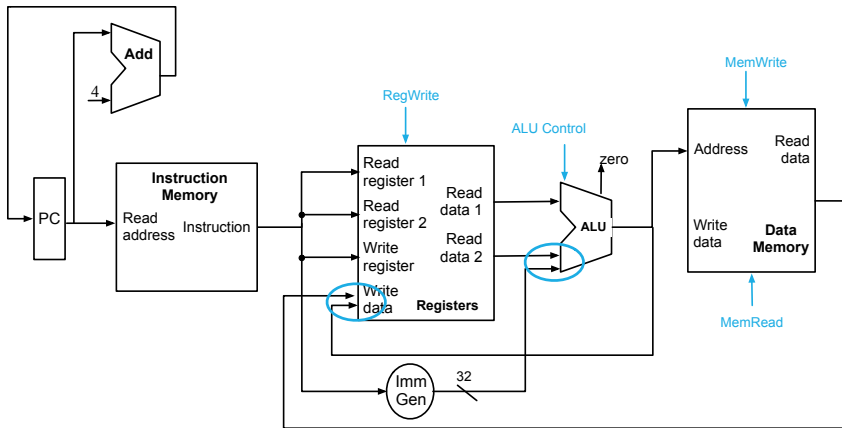 Add
4
MemWrite
RegWrite
ALU Control
zero
Instruction
Memory
Read
address
Instruction
PC
Read
register 1
Read
register 2
Write
register
Write
data
Read
data 1
Read
data 2
Registers
ALU
Address
Read
data
Write
data
Data
Memory
MemRead
Imm
Gen
32